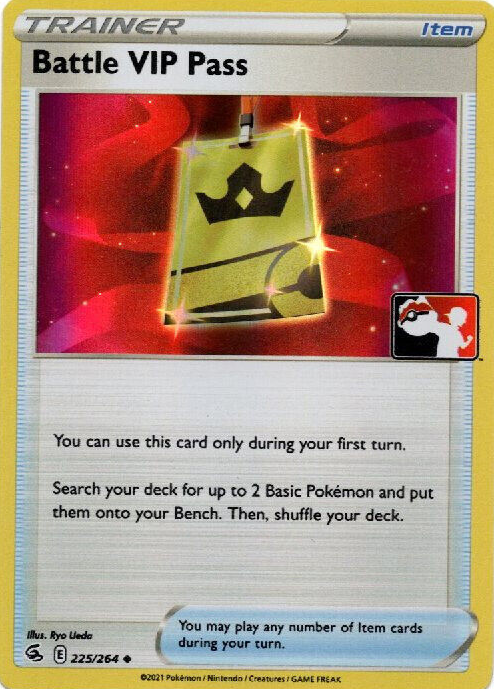 TRAINER
Item
Battle VIP Pass
You can use this card only during your first turn.
Search your deck for up to 2 Basic Pokémon and put
them onto your Bench. Then, shuffle your deck.
You may play any number of Item cards
during your turn.
Illus. Ryo Ueda
E 225/264
©2021 Pokémon / Nintendo / Creatures / GAME FREAK